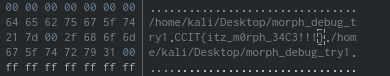 00 00 00 00 00 00 00 ................................
64 65 62 75 67 5f 74 /home/kali/Desktop/morph_debug_t
21 7d 00 2f 68 6f 6d ry1.CCIT{itz_m0rph_34C3!!!}./hom
67 5f 74 72 79 31 00 e/kali/Desktop/morph_debug_try1.
ff ff ff ff ff ff ff ................................